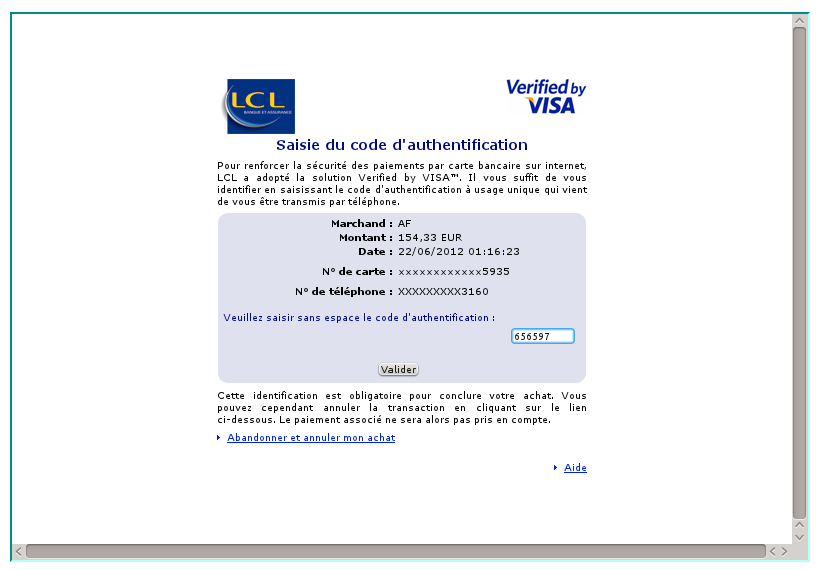 LCL
BANQUE ET ASSURANCE
Verified by
VISA
Saisie du code d'authentification
Pour renforcer la sécurité des paiements par carte bancaire sur internet,
LCL a adopté la solution Verified by VISA™. Il vous suffit de vous
identifier en saisissant le code d'authentification à usage unique qui vient
de vous être transmis par téléphone.
Marchand : AF
Montant : 154,33 EUR
Date : 22/06/2012 01:16:23
N° de carte : xxxxxxxxxxxx5935
N° de téléphone : XXXXXXXXX3160
Veuillez saisir sans espace le code d'authentification :
656597
Valider
Cette identification est obligatoire pour conclure votre achat. Vous
pouvez cependant annuler la transaction en cliquant sur le lien
ci-dessous. Le paiement associé ne sera alors pas pris en compte.
Abandonner et annuler mon achat
Aide